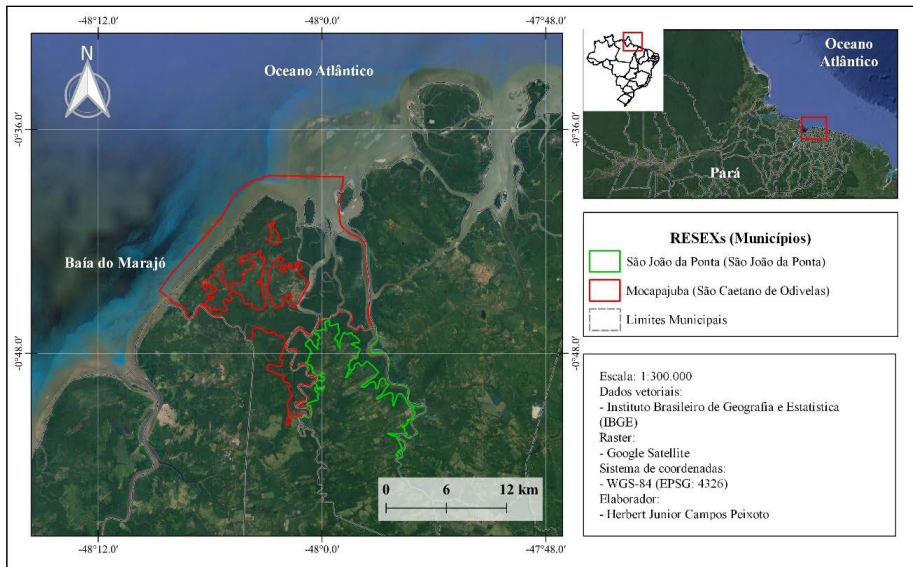 -48°12.0'
-48°0.0'
-47°48.0'
N
Oceano Atlântico
-0°36.0'
-0°36.0'
Baía do Marajó
-0°48.0'
-0°48.0'
0 6 12 km
-48°12.0'
-48°0.0'
-47°48.0'
Oceano
Atlântico
Pará
RESEXs (Municípios)
São João da Ponta (São João da Ponta)
Mocapajuba (São Caetano de Odivelas)
Limites Municipais
Escala: 1:300.000
Dados vetoriais:
- Instituto Brasileiro de Geografia e Estatística
(IBGE)
Raster:
- Google Satellite
Sistema de coordenadas:
- WGS-84 (EPSG: 4326)
Elaborador:
- Herbert Junior Campos Peixoto